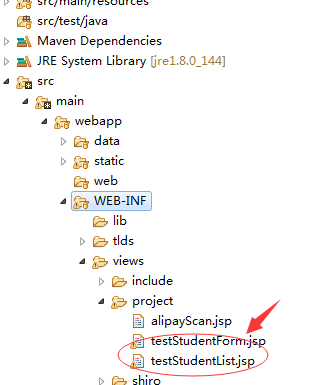 src/main/resources
src/test/java
Maven Dependencies
JRE System Library [jre1.8.0_144]
src
main
webapp
data
static
web
WEB-INF
lib
tlds
views
include
project
alipayScan.jsp
testStudentForm.jsp
testStudentList.jsp
shiro